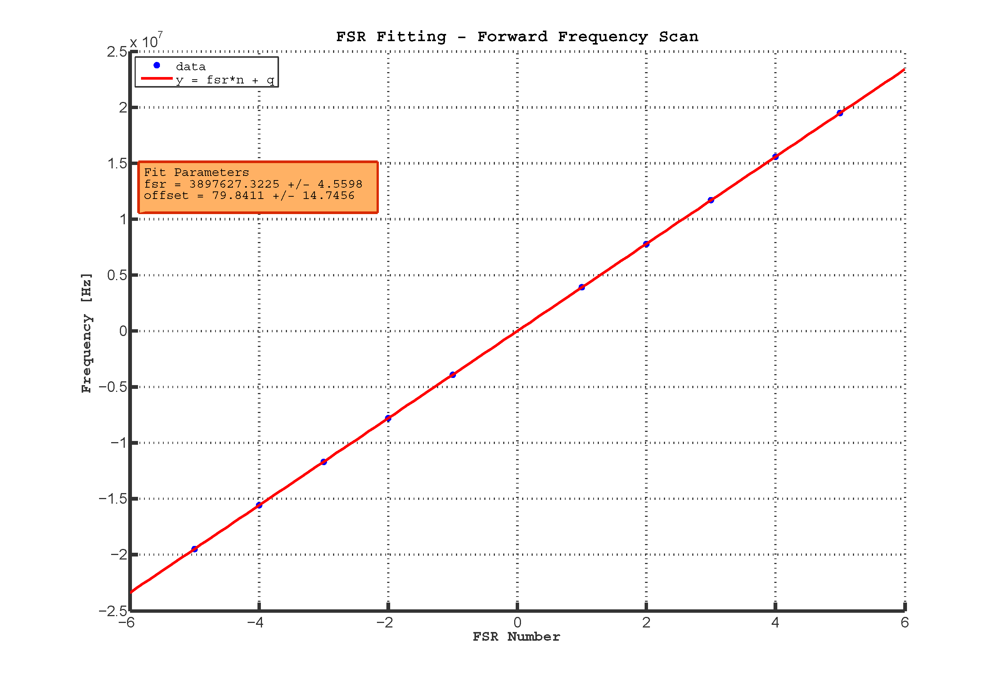 FSR Fitting - Forward Frequency Scan
x 10^7
data
y = fsr*n + q
Fit Parameters
fsr = 3897627.3225 +/- 4.5598
offset = 79.8411 +/- 14.7456
Frequency [Hz]
2.5
2
1.5
1
0.5
0
−0.5
−1
−1.5
−2
−2.5
−6 −4 −2 0 2 4 6
FSR Number